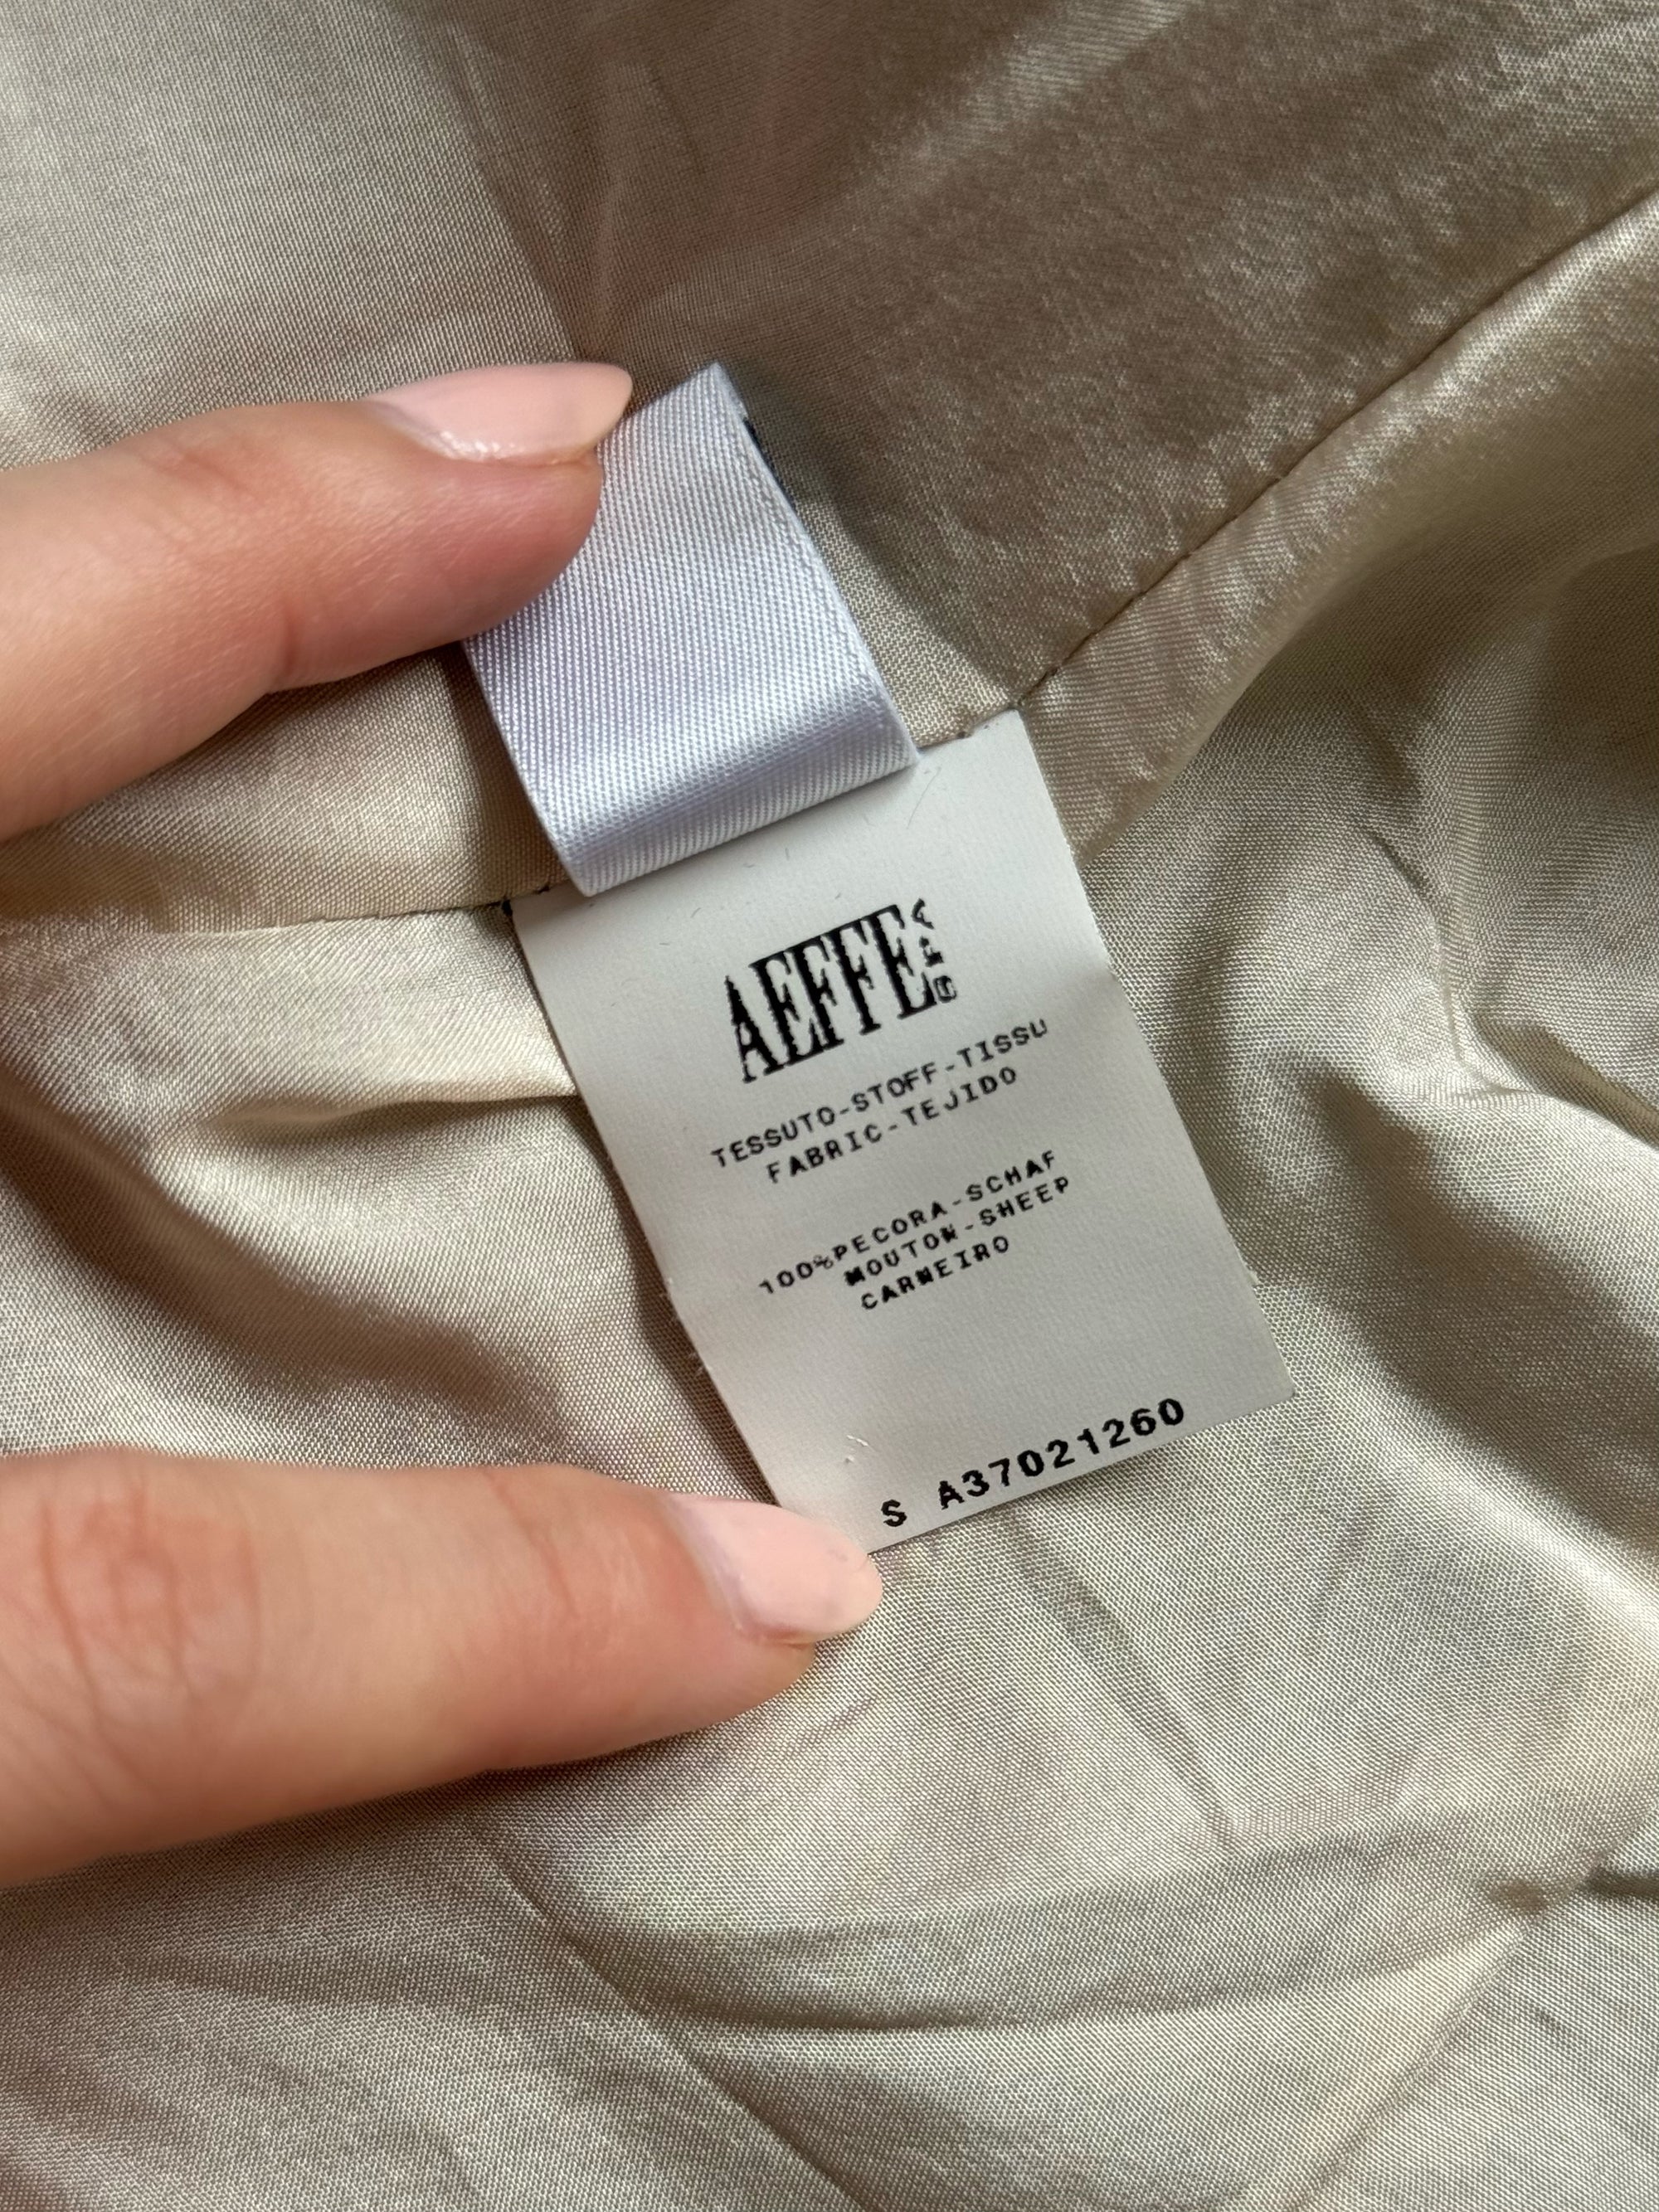 AEFFE SPA
TESSUTO-STOFF-TISSU
FABRIC-TEJIDO
100%PECORA-SCHAF
MOUTON-SHEEP
CARNEIRO
S A37021260